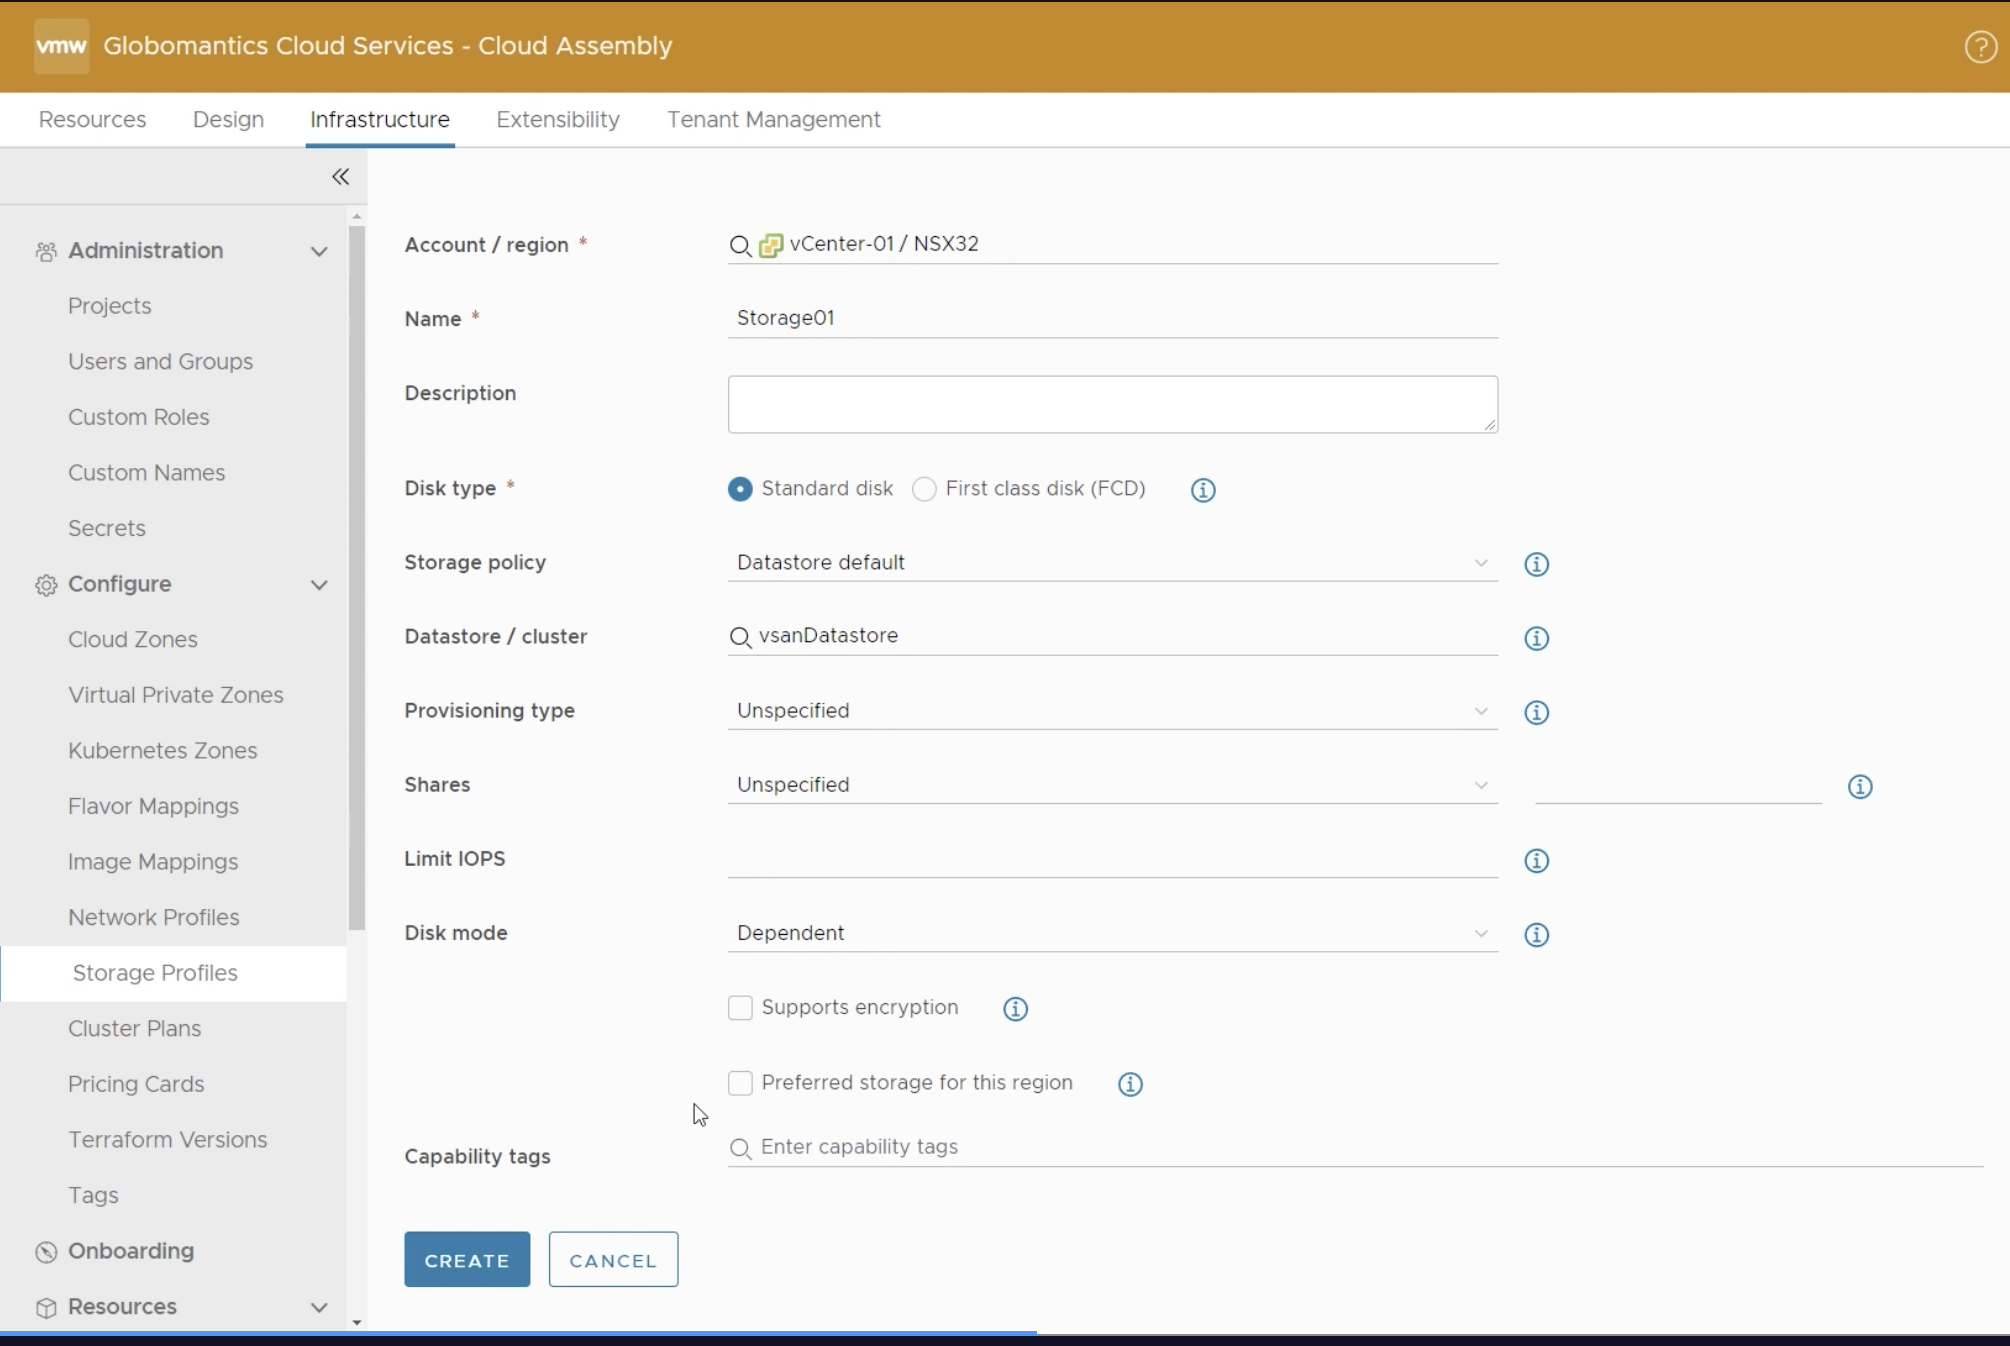 vmw Globomantics Cloud Services - Cloud Assembly
Resources Design Infrastructure Extensibility Tenant Management
Administration
Projects
Users and Groups
Custom Roles
Custom Names
Secrets
Configure
Cloud Zones
Virtual Private Zones
Kubernetes Zones
Flavor Mappings
Image Mappings
Network Profiles
Storage Profiles
Cluster Plans
Pricing Cards
Terraform Versions
Tags
Onboarding
Resources
Account / region * vCenter-01 / NSX32
Name * Storage01
Description
Disk type * Standard disk First class disk (FCD)
Storage policy Datastore default
Datastore / cluster vsanDatastore
Provisioning type Unspecified
Shares Unspecified
Limit IOPS
Disk mode Dependent
Supports encryption
Preferred storage for this region
Capability tags Enter capability tags
CREATE CANCEL